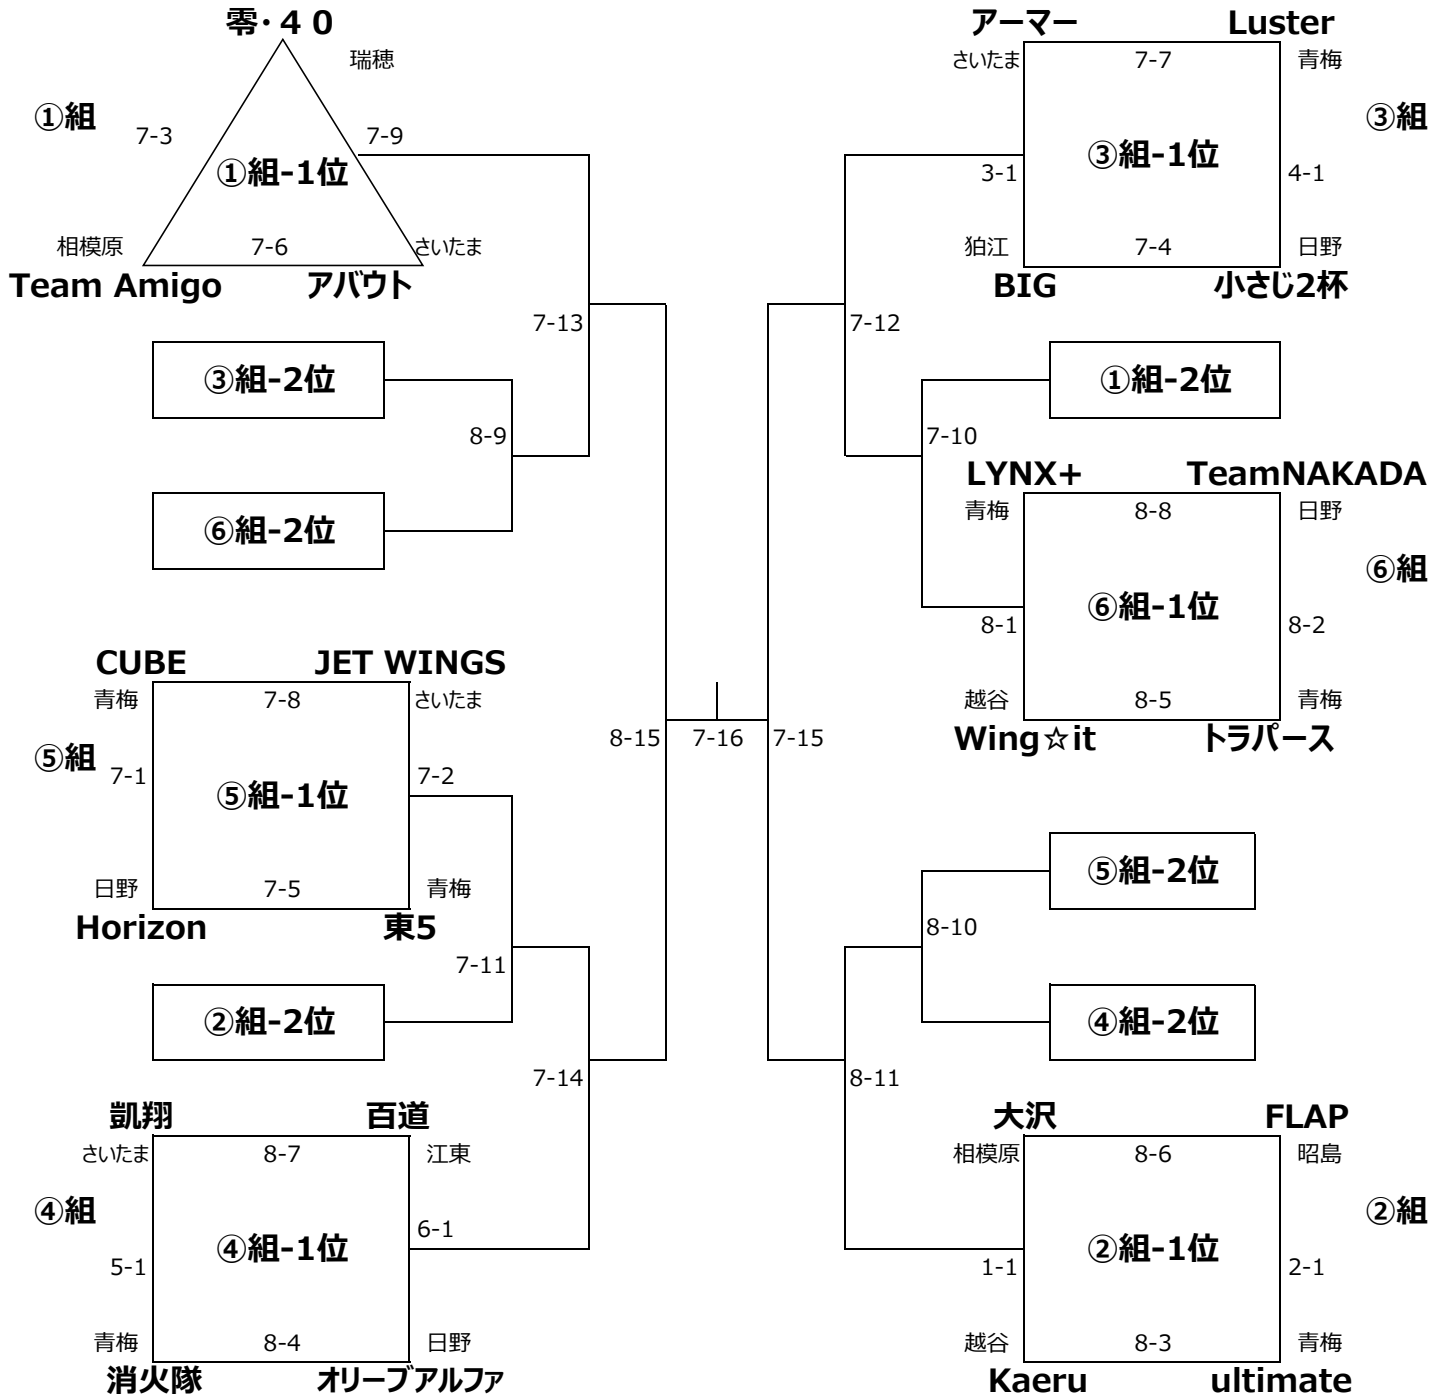 零・４０
瑞穂
①組
7-3
7-9
①組-1位
相模原
7-6
さいたま
Team Amigo
アバウト
7-13
③組-2位
8-9
⑥組-2位
CUBE
JET WINGS
青梅
7-8
さいたま
⑤組
7-1
⑤組-1位
7-2
日野
7-5
青梅
Horizon
東5
7-11
②組-2位
7-14
凱翔
百道
さいたま
8-7
江東
④組
5-1
④組-1位
6-1
青梅
8-4
日野
消火隊
オリーブアルファ
8-15
7-16
7-15
アーマー
Luster
さいたま
7-7
青梅
③組
③組-1位
3-1
4-1
狛江
7-4
日野
BIG
小さじ2杯
7-12
①組-2位
7-10
LYNX+
TeamNAKADA
青梅
8-8
日野
⑥組
⑥組-1位
8-1
8-2
越谷
8-5
青梅
Wing☆it
トラパース
⑤組-2位
8-10
④組-2位
8-11
大沢
FLAP
相模原
8-6
昭島
②組
②組-1位
1-1
2-1
越谷
8-3
青梅
Kaeru
ultimate